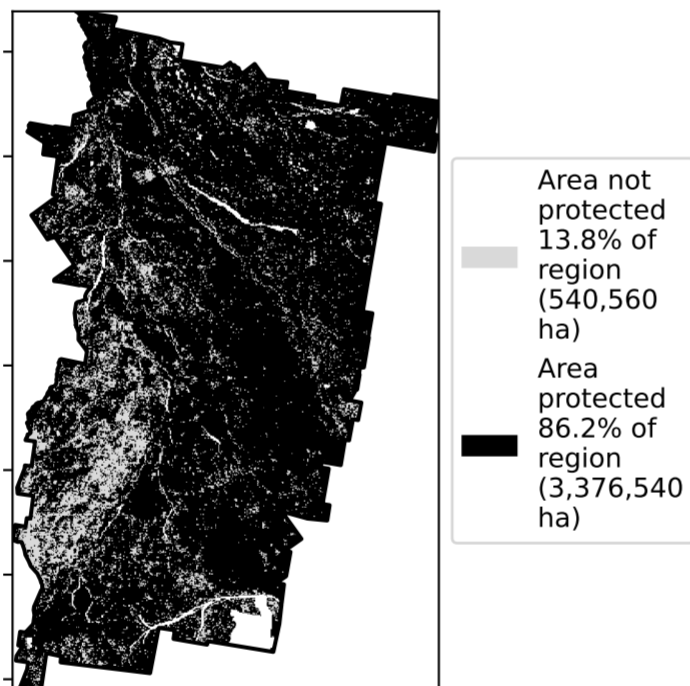 Area not
protected
13.8% of
region
(540,560
ha)
Area
protected
86.2% of
region
(3,376,540
ha)